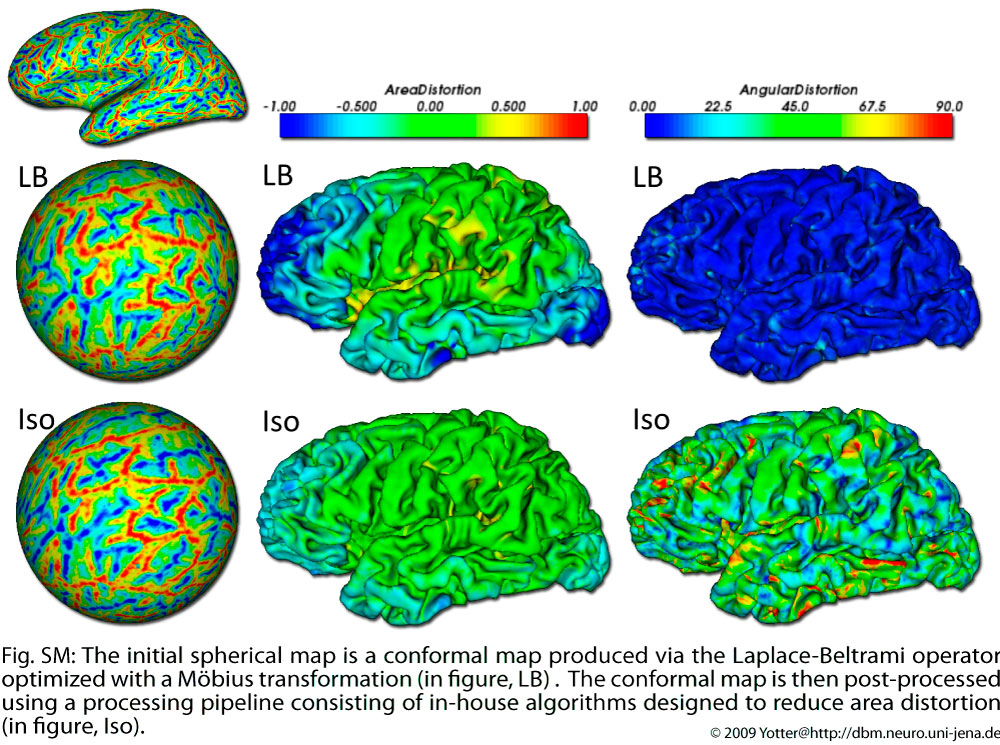 AreaDistortion
-1.00 -0.500 0.00 0.500 1.00
AngularDistortion
0.00 22.5 45.0 67.5 90.0
LB
LB
LB
Iso
Iso
Iso
Fig. SM: The initial spherical map is a conformal map produced via the Laplace-Beltrami operator
optimized with a Möbius transformation (in figure, LB) . The conformal map is then post-processed
using a processing pipeline consisting of in-house algorithms designed to reduce area distortion
(in figure, Iso).
© 2009 Yotter@http://dbm.neuro.uni-jena.de